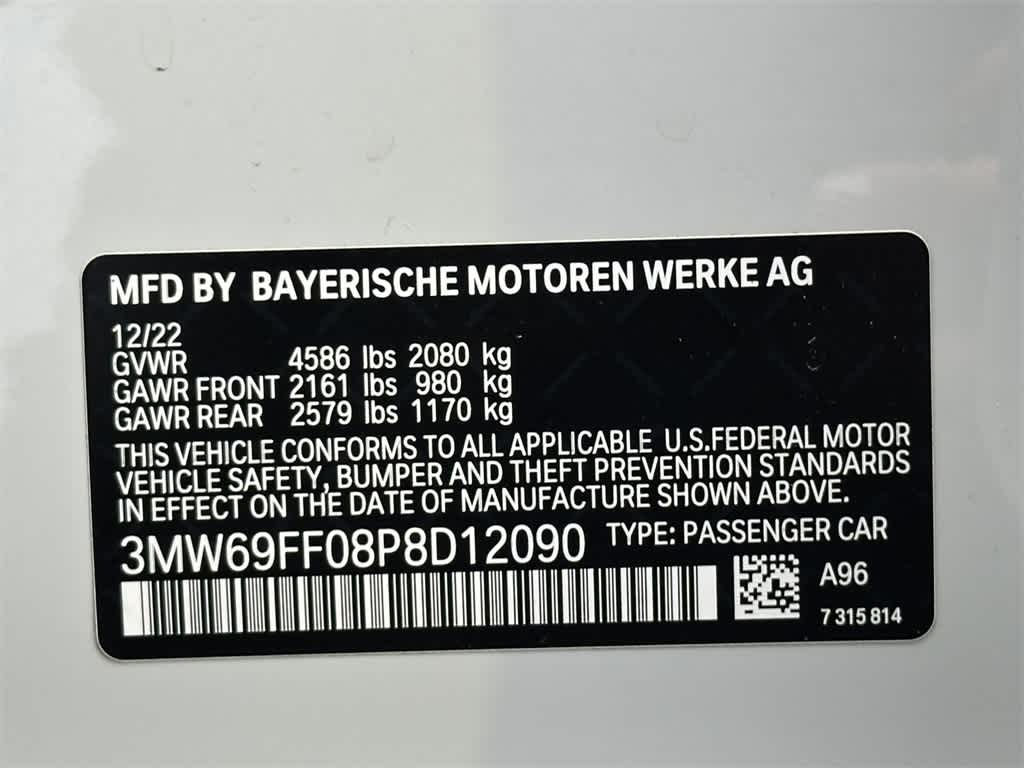 MFD BY BAYERISCHE MOTOREN WERKE AG
12/22
GVWR 4586 lbs 2080 kg
GAWR FRONT 2161 lbs 980 kg
GAWR REAR 2579 lbs 1170 kg
THIS VEHICLE CONFORMS TO ALL APPLICABLE U.S.FEDERAL MOTOR
VEHICLE SAFETY, BUMPER AND THEFT PREVENTION STANDARDS
IN EFFECT ON THE DATE OF MANUFACTURE SHOWN ABOVE.
3MW69FF08P8D12090 TYPE: PASSENGER CAR
A96
7 315 814